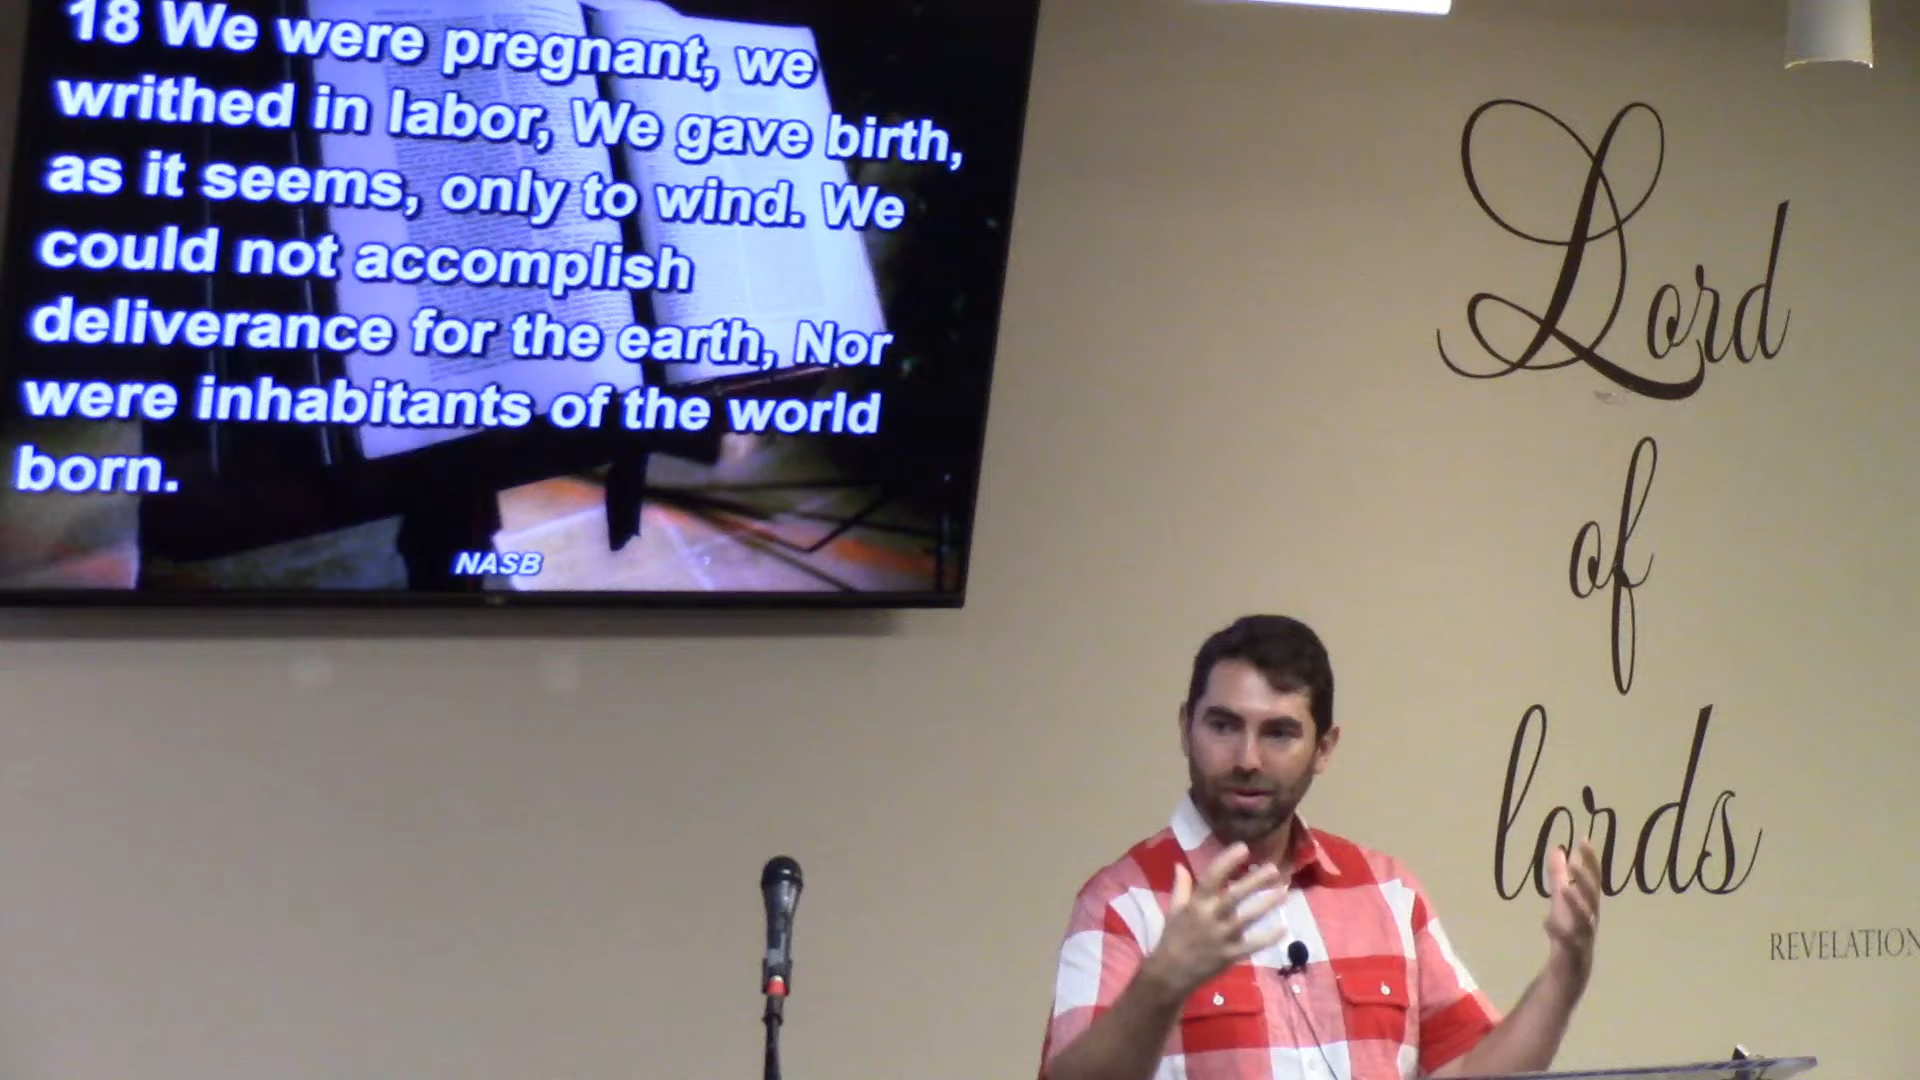 18 We were pregnant, we
writhed in labor, We gave birth,
as it seems, only to wind. We
could not accomplish
deliverance for the earth, Nor
were inhabitants of the world
born.
NASB
Lord
of
lords
REVELATION